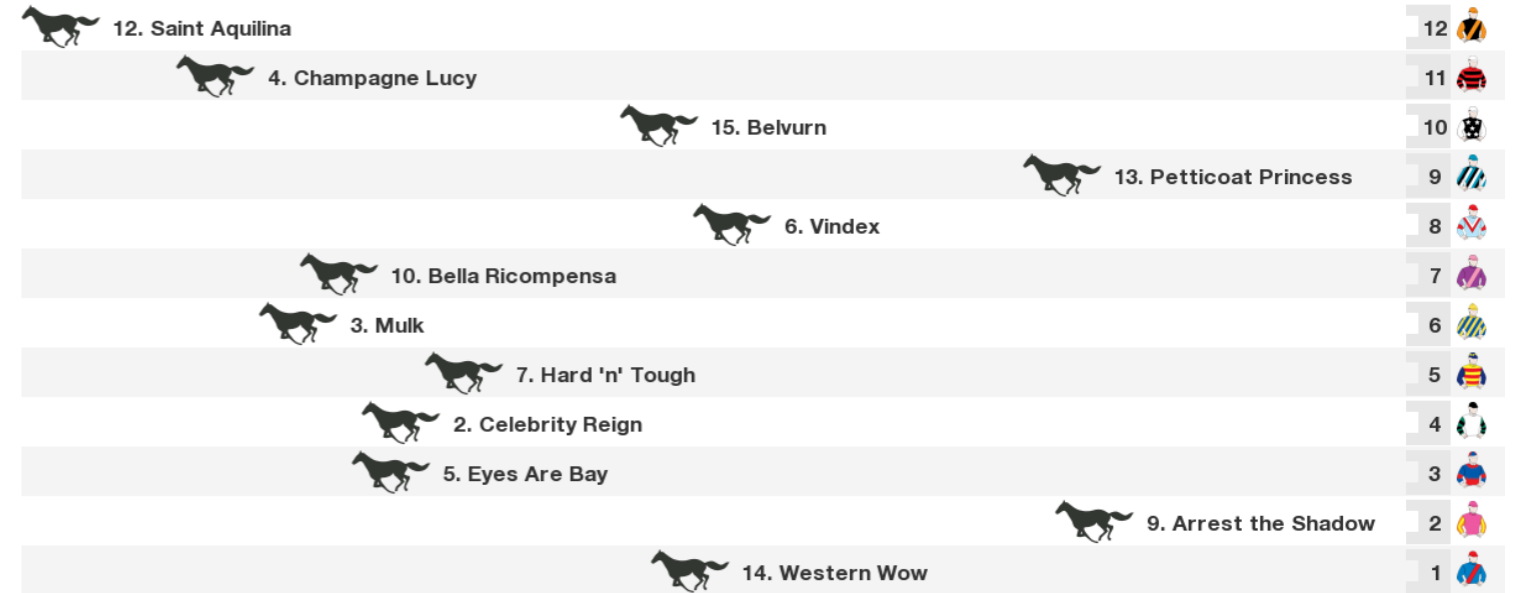 12. Saint Aquilina 12
4. Champagne Lucy 11
15. Belvurn 10
13. Petticoat Princess 9
6. Vindex 8
10. Bella Ricompensa 7
3. Mulk 6
7. Hard 'n' Tough 5
2. Celebrity Reign 4
5. Eyes Are Bay 3
9. Arrest the Shadow 2
14. Western Wow 1